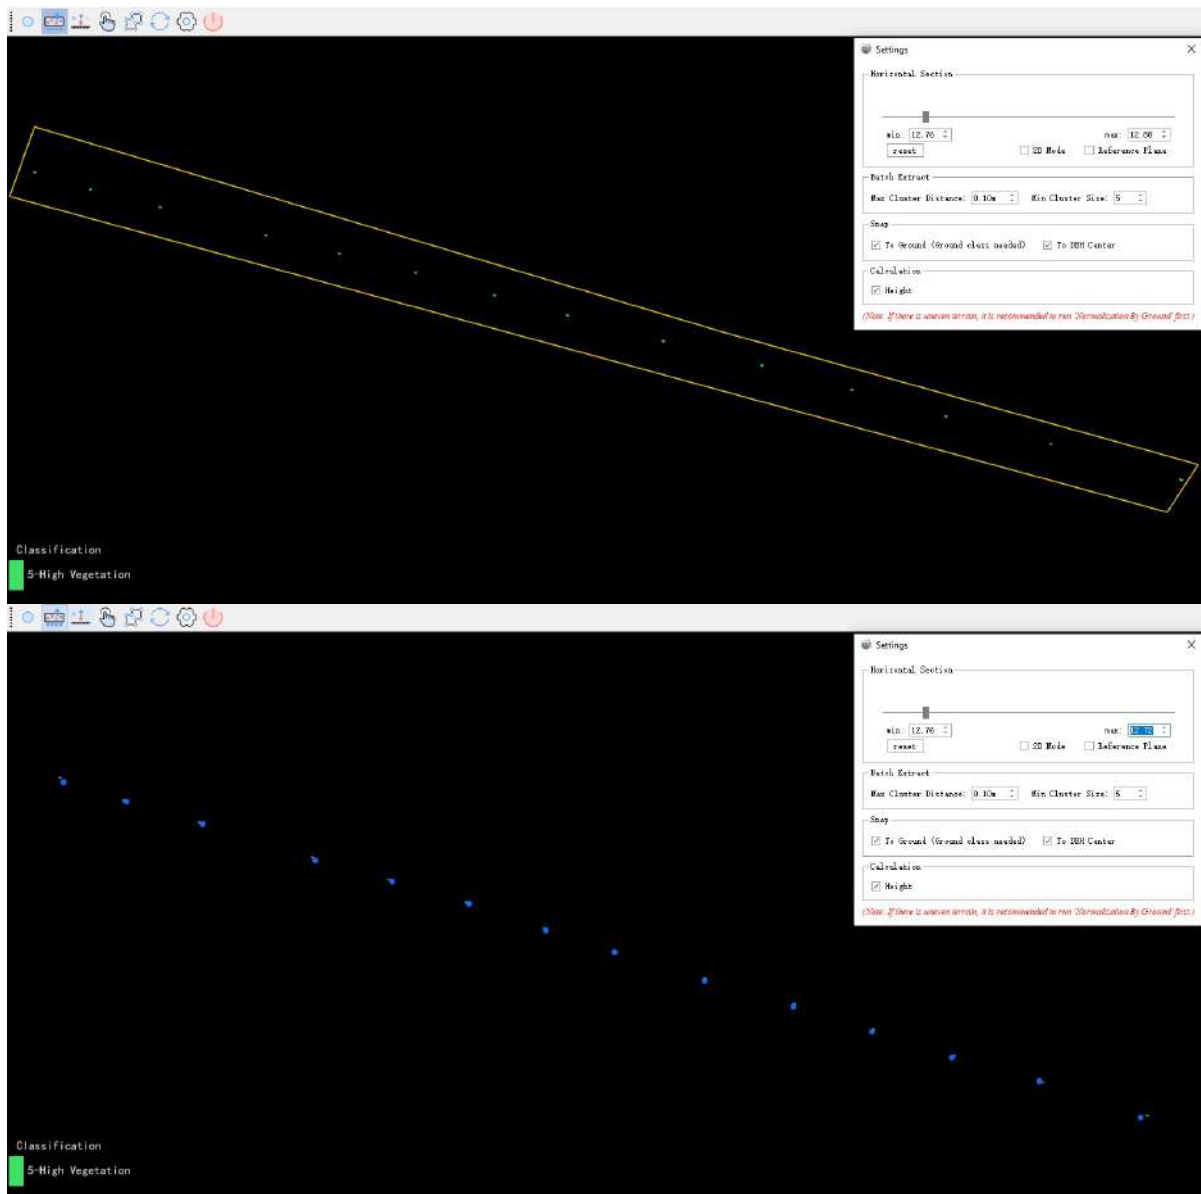 Settings
Horizontal Section
min: 12.76
max: 12.86
reset
2D Mode
Reference Plane
Batch Extract
Max Cluster Distance: 0.10m
Min Cluster Size: 5
Snap
To Ground (Ground class needed)
To DBH Center
Calculation
Height
(Note: If there is uneven terrain, it is recommended to run 'Normalization By Ground' first.)
Classification
5-High Vegetation
Settings
Horizontal Section
min: 12.76
max:
reset
2D Mode
Reference Plane
Batch Extract
Max Cluster Distance: 0.10m
Min Cluster Size: 5
Snap
To Ground (Ground class needed)
To DBH Center
Calculation
Height
(Note: If there is uneven terrain, it is recommended to run 'Normalization By Ground' first.)
Classification
5-High Vegetation